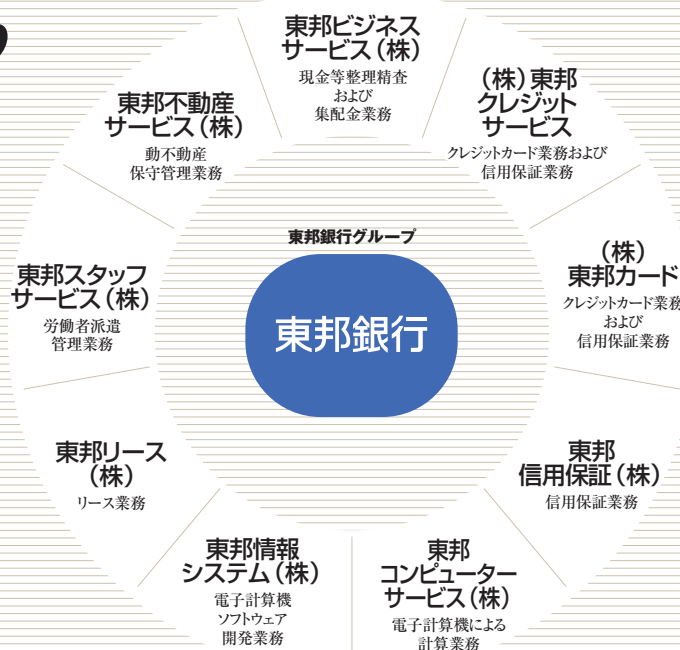 東邦ビジネス
サービス(株)
現金等整理精査
および
集配金業務
(株)東邦
クレジット
サービス
クレジットカード業務および
信用保証業務
(株)
東邦カード
クレジットカード業務
および
信用保証業務
東邦
信用保証(株)
信用保証業務
東邦
コンピューター
サービス(株)
電子計算機による
計算業務
東邦情報
システム(株)
電子計算機
ソフトウェア
開発業務
東邦リース
(株)
リース業務
東邦スタッフ
サービス(株)
労働者派遣
管理業務
東邦不動産
サービス(株)
動不動産
保守管理業務
東邦銀行グループ
東邦銀行